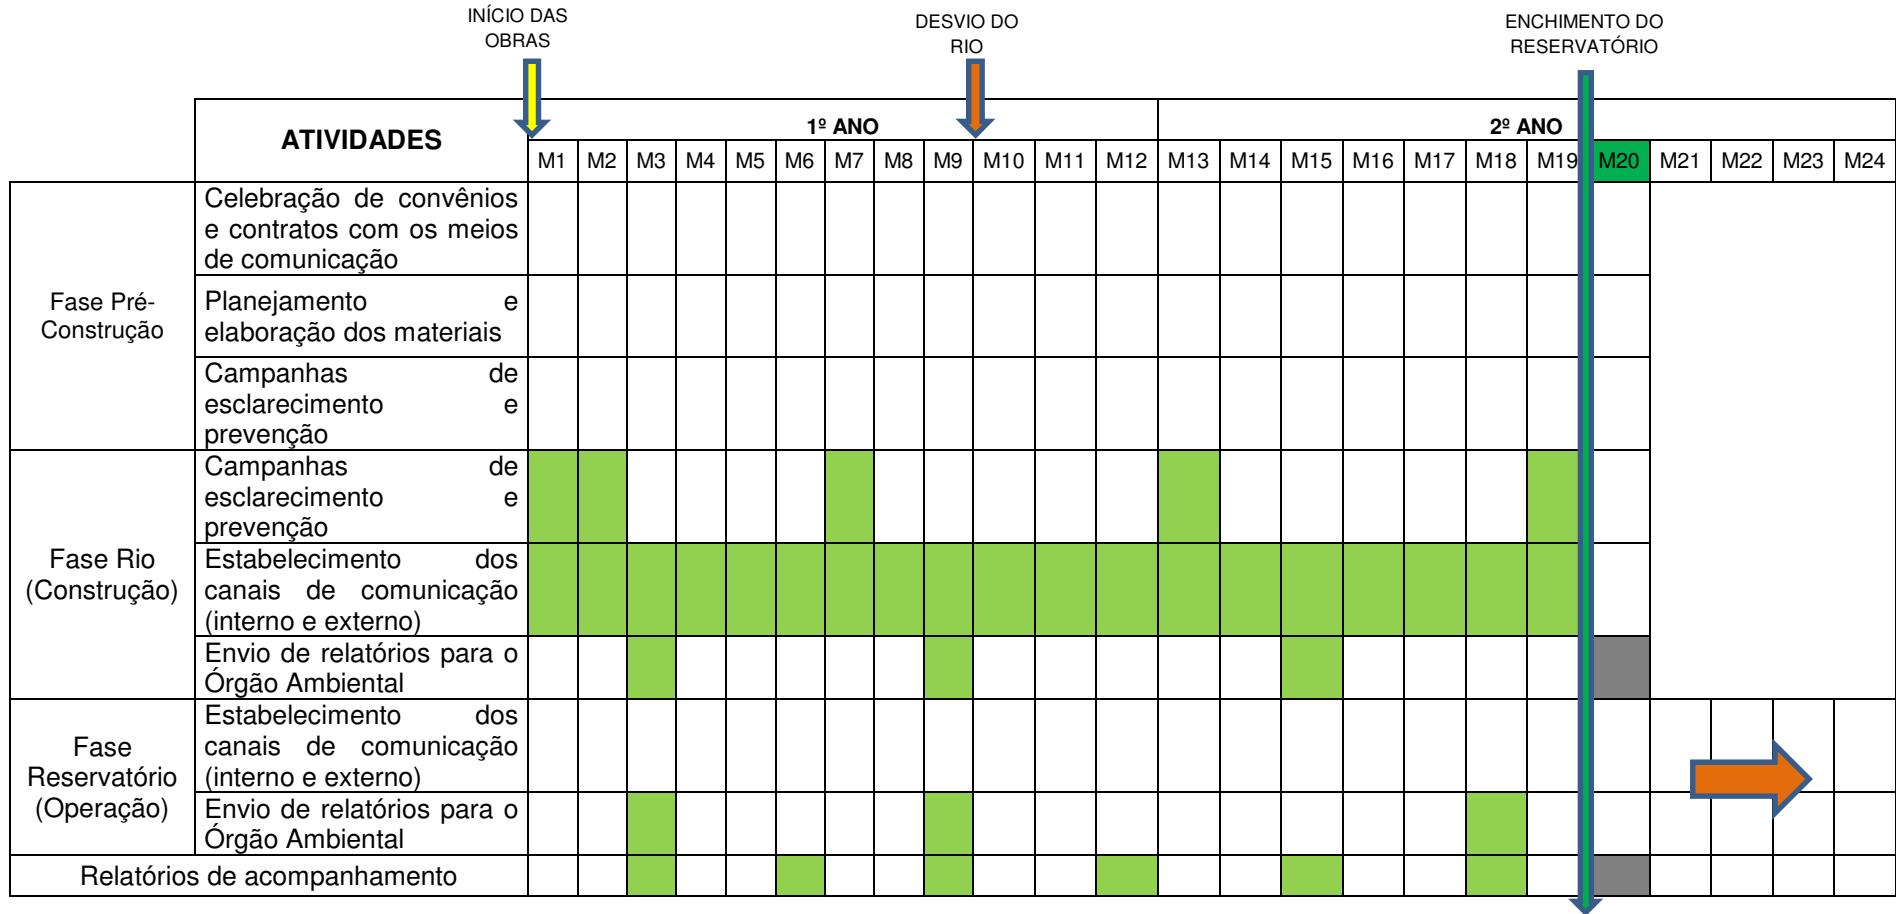 INÍCIO DAS
OBRAS
DESVIO DO
RIO
ENCHIMENTO DO
RESERVATÓRIO
ATIVIDADES
1º ANO
2º ANO
M1 M2 M3 M4 M5 M6 M7 M8 M9 M10 M11 M12 M13 M14 M15 M16 M17 M18 M19 M20 M21 M22 M23 M24
Fase Pré-
Construção
Celebração de convênios
e contratos com os meios
de comunicação
Planejamento e
elaboração dos materiais
Campanhas de
esclarecimento e
prevenção
Fase Rio
(Construção)
Campanhas de
esclarecimento e
prevenção
Estabelecimento dos
canais de comunicação
(interno e externo)
Envio de relatórios para o
Órgão Ambiental
Fase
Reservatório
(Operação)
Estabelecimento dos
canais de comunicação
(interno e externo)
Envio de relatórios para o
Órgão Ambiental
Relatórios de acompanhamento